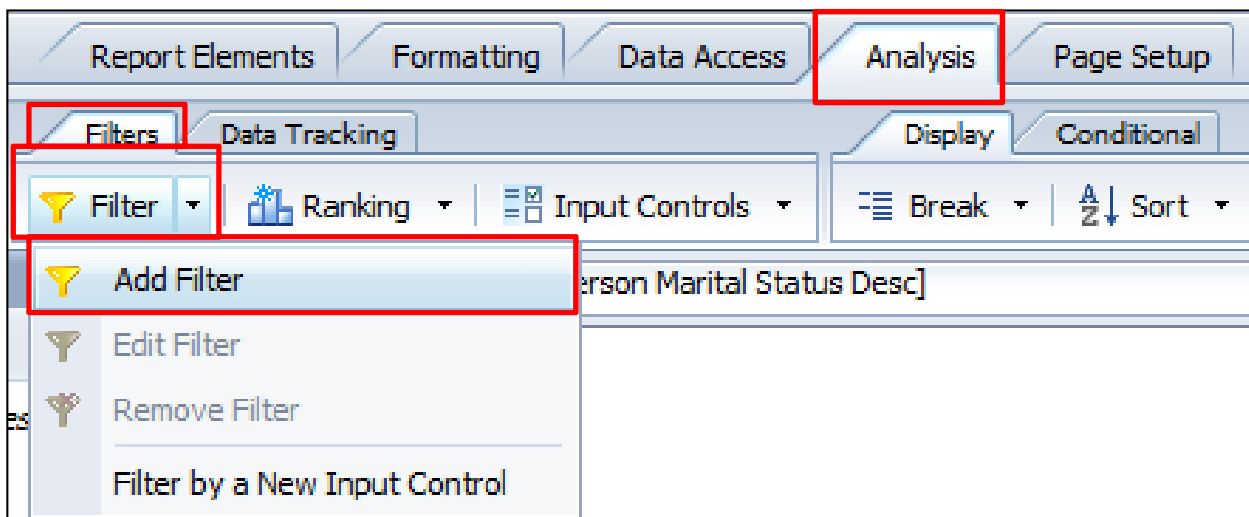 Report Elements Formatting Data Access Analysis Page Setup
Filters Data Tracking Display Conditional
Filter Ranking Input Controls Break Sort
Add Filter erson Marital Status Desc]
Edit Filter
es Remove Filter
Filter by a New Input Control